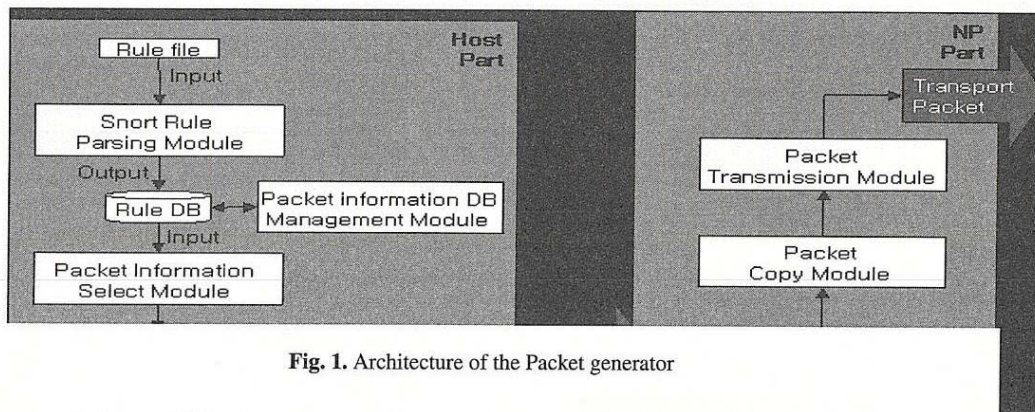 Host
Part
Rule file
Input
Snort Rule
Parsing Module
Output
Rule DB
Packet information DB
Management Module
Input
Packet Information
Select Module
NP
Part
Transport
Packet
Packet
Transmission Module
Packet
Copy Module
Fig. 1. Architecture of the Packet generator